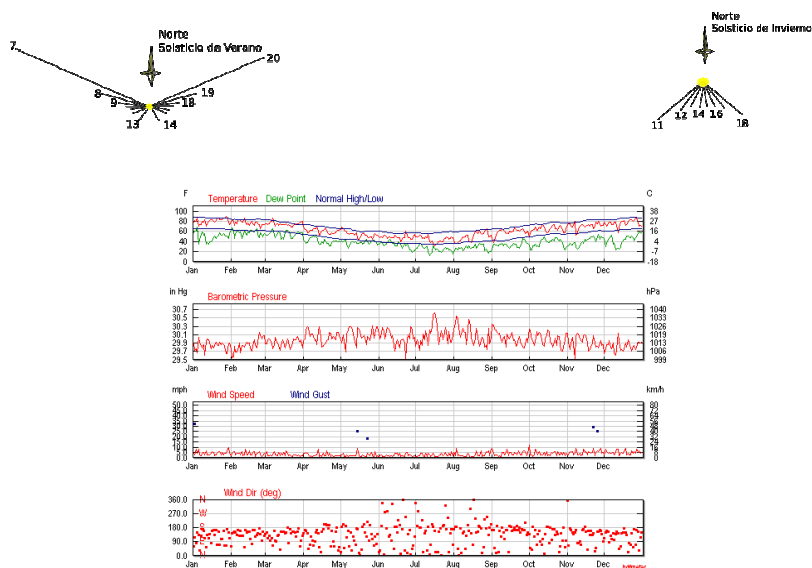 Norte
Solsticio de Verano
7
20
8
9
19
18
13
14
Norte
Solsticio de Invierno
11
12
14
16
18
F
Temperature Dew Point Normal High/Low
C
100
80
60
40
20
0
38
27
16
4
-7
-18
Jan Feb Mar Apr May Jun Jul Aug Sep Oct Nov Dec
in Hg
Barometric Pressure
hPa
30.7
30.5
30.3
30.1
29.9
29.7
29.5
1040
1033
1026
1019
1013
1006
999
Jan Feb Mar Apr May Jun Jul Aug Sep Oct Nov Dec
mph
Wind Speed Wind Gust
km/h
50.0
0.0
80
0
Jan Feb Mar Apr May Jun Jul Aug Sep Oct Nov Dec
Wind Dir (deg)
360.0
270.0
180.0
90.0
0.0
N
W
S
E
N
Jan Feb Mar Apr May Jun Jul Aug Sep Oct Nov Dec